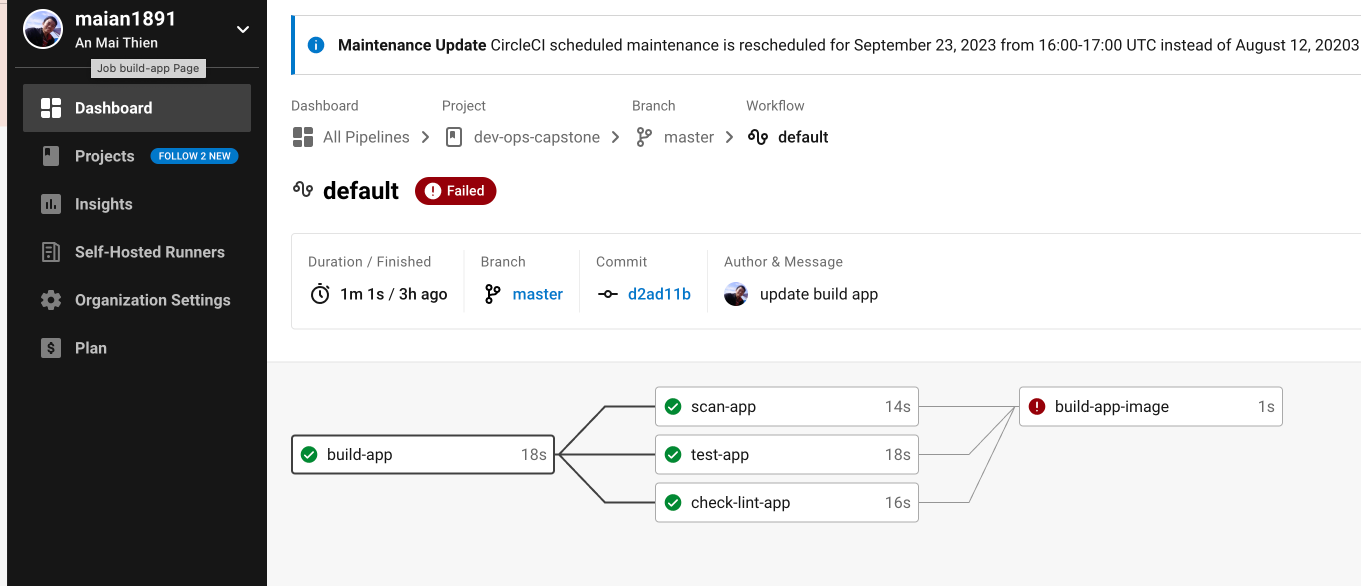 maian1891
An Mai Thien
Job build-app Page
Dashboard
Projects FOLLOW 2 NEW
Insights
Self-Hosted Runners
Organization Settings
$ Plan
Maintenance Update CircleCI scheduled maintenance is rescheduled for September 23, 2023 from 16:00-17:00 UTC instead of August 12, 20203
Dashboard Project Branch Workflow
All Pipelines dev-ops-capstone master default
default Failed
Duration / Finished Branch Commit Author & Message
1m 1s / 3h ago master d2ad11b update build app
scan-app 14s build-app-image 1s
build-app 18s test-app 18s
check-lint-app 16s